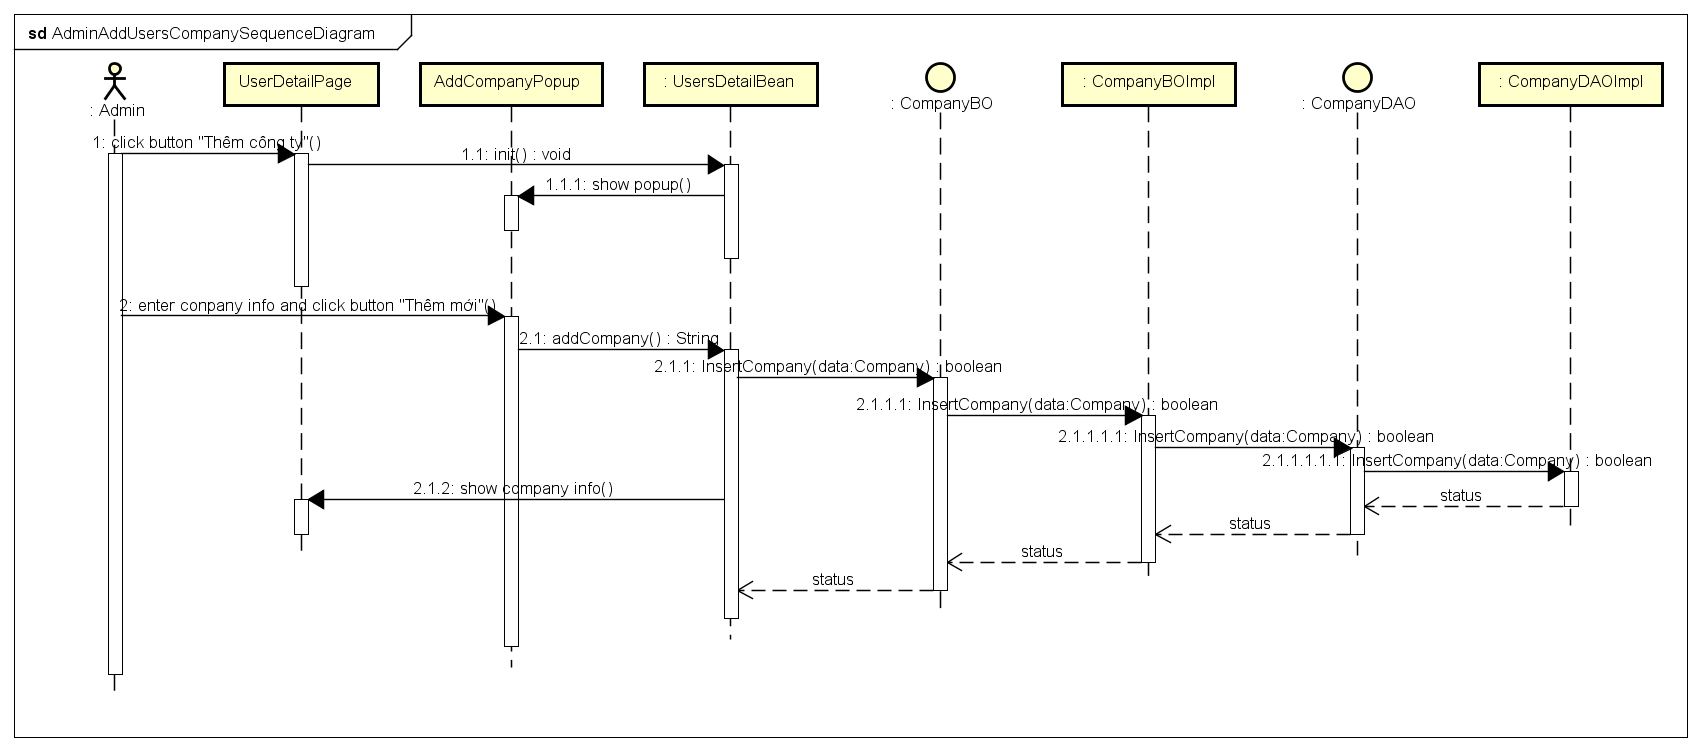 sd AdminAddUsersCompanySequenceDiagram
: Admin
UserDetailPage
AddCompanyPopup
: UsersDetailBean
: CompanyBO
: CompanyBOImpl
: CompanyDAO
: CompanyDAOImpl
1: click button "Thêm công ty"()
1.1: init() : void
1.1.1: show popup()
2: enter conpany info and click button "Thêm mới"()
2.1: addCompany() : String
2.1.1: InsertCompany(data:Company) : boolean
2.1.1.1: InsertCompany(data:Company) : boolean
2.1.1.1.1: InsertCompany(data:Company) : boolean
2.1.1.1.1.1: InsertCompany(data:Company) : boolean
2.1.2: show company info()
status
status
status
status